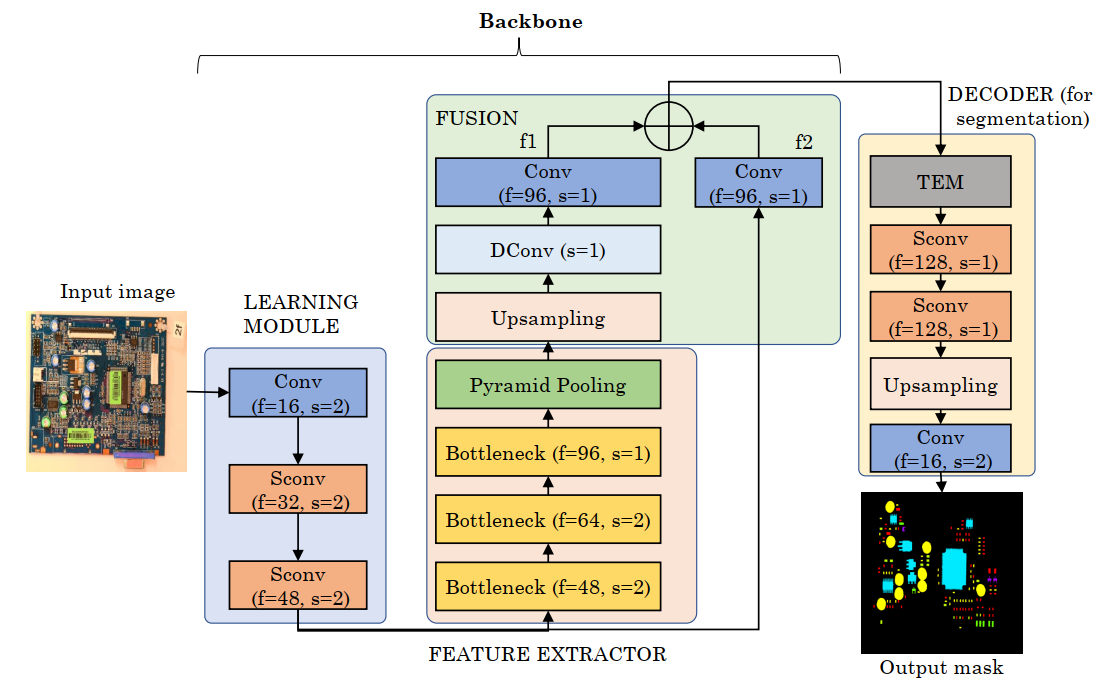 Backbone
FUSION
f1
f2
Conv
(f=96, s=1)
Conv
(f=96, s=1)
DConv (s=1)
Upsampling
DECODER (for
segmentation)
TEM
Sconv
(f=128, s=1)
Sconv
(f=128, s=1)
Upsampling
Conv
(f=16, s=2)
Input image
2F
LEARNING
MODULE
Conv
(f=16, s=2)
Sconv
(f=32, s=2)
Sconv
(f=48, s=2)
Pyramid Pooling
Bottleneck (f=96, s=1)
Bottleneck (f=64, s=2)
Bottleneck (f=48, s=2)
FEATURE EXTRACTOR
Output mask